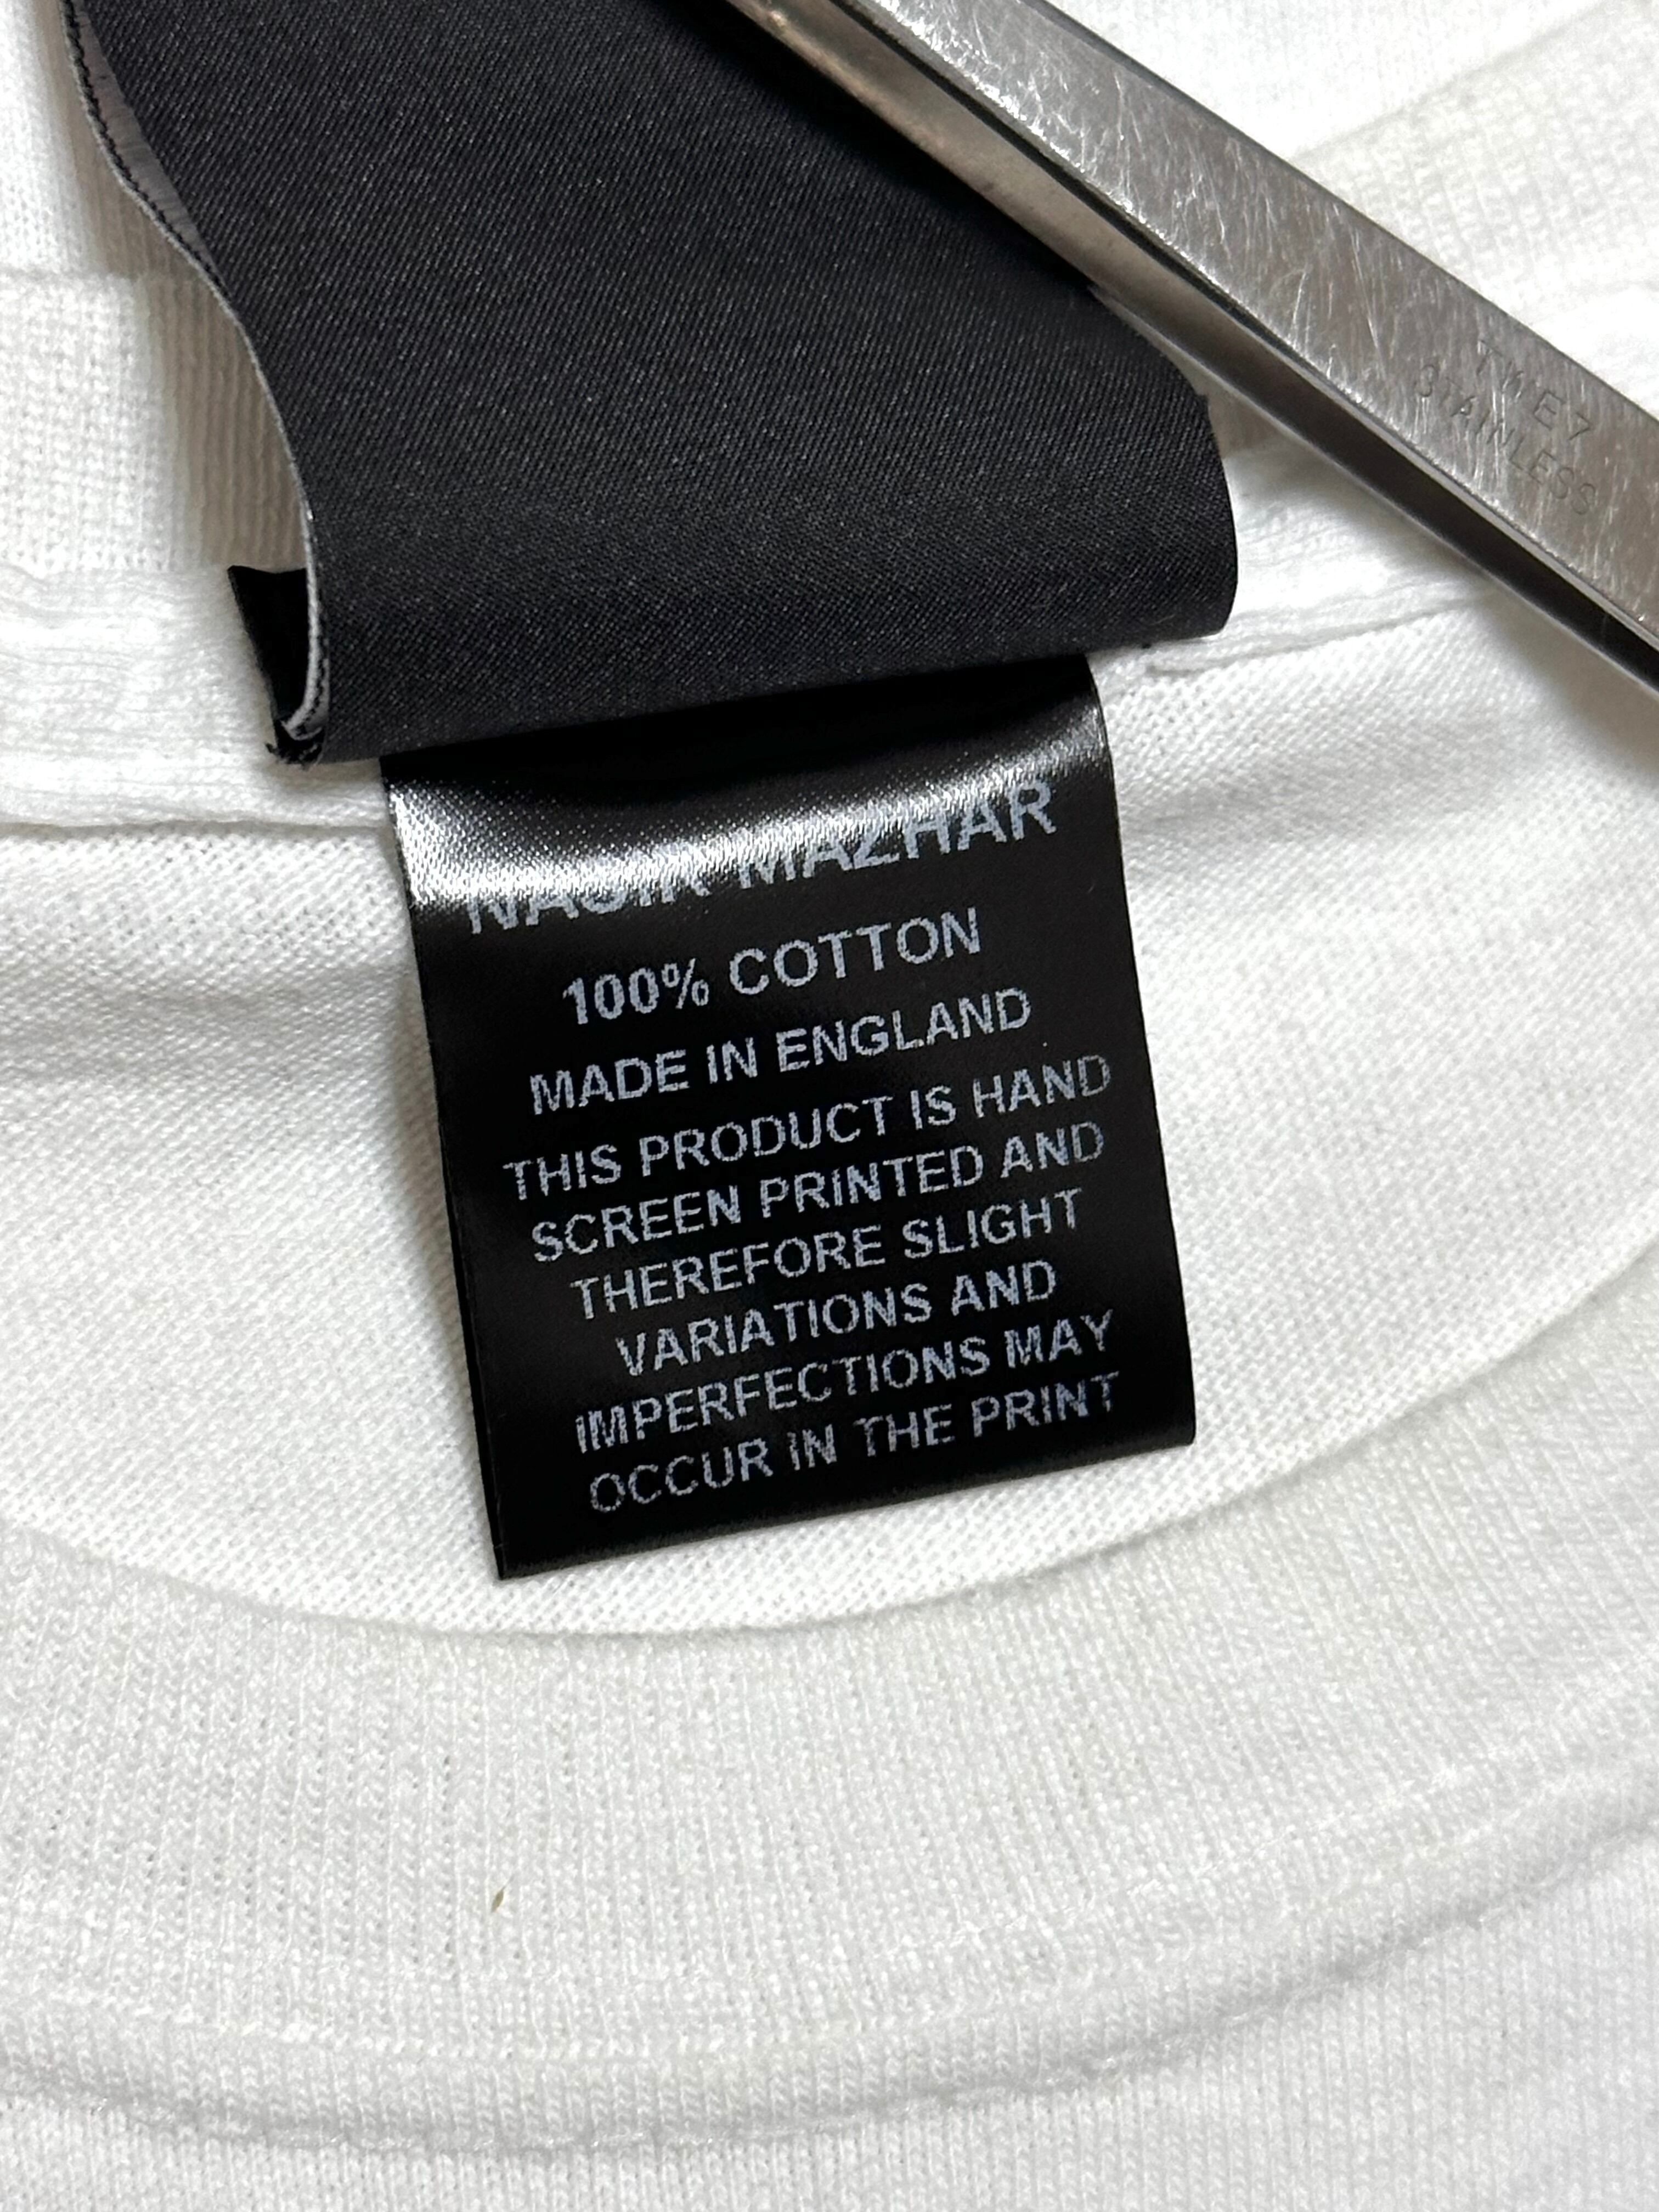 TWEZ
STAINLESS
NASIR MAZHAR
100% COTTON
MADE IN ENGLAND
THIS PRODUCT IS HAND
SCREEN PRINTED AND
THEREFORE SLIGHT
VARIATIONS AND
IMPERFECTIONS MAY
OCCUR IN THE PRINT